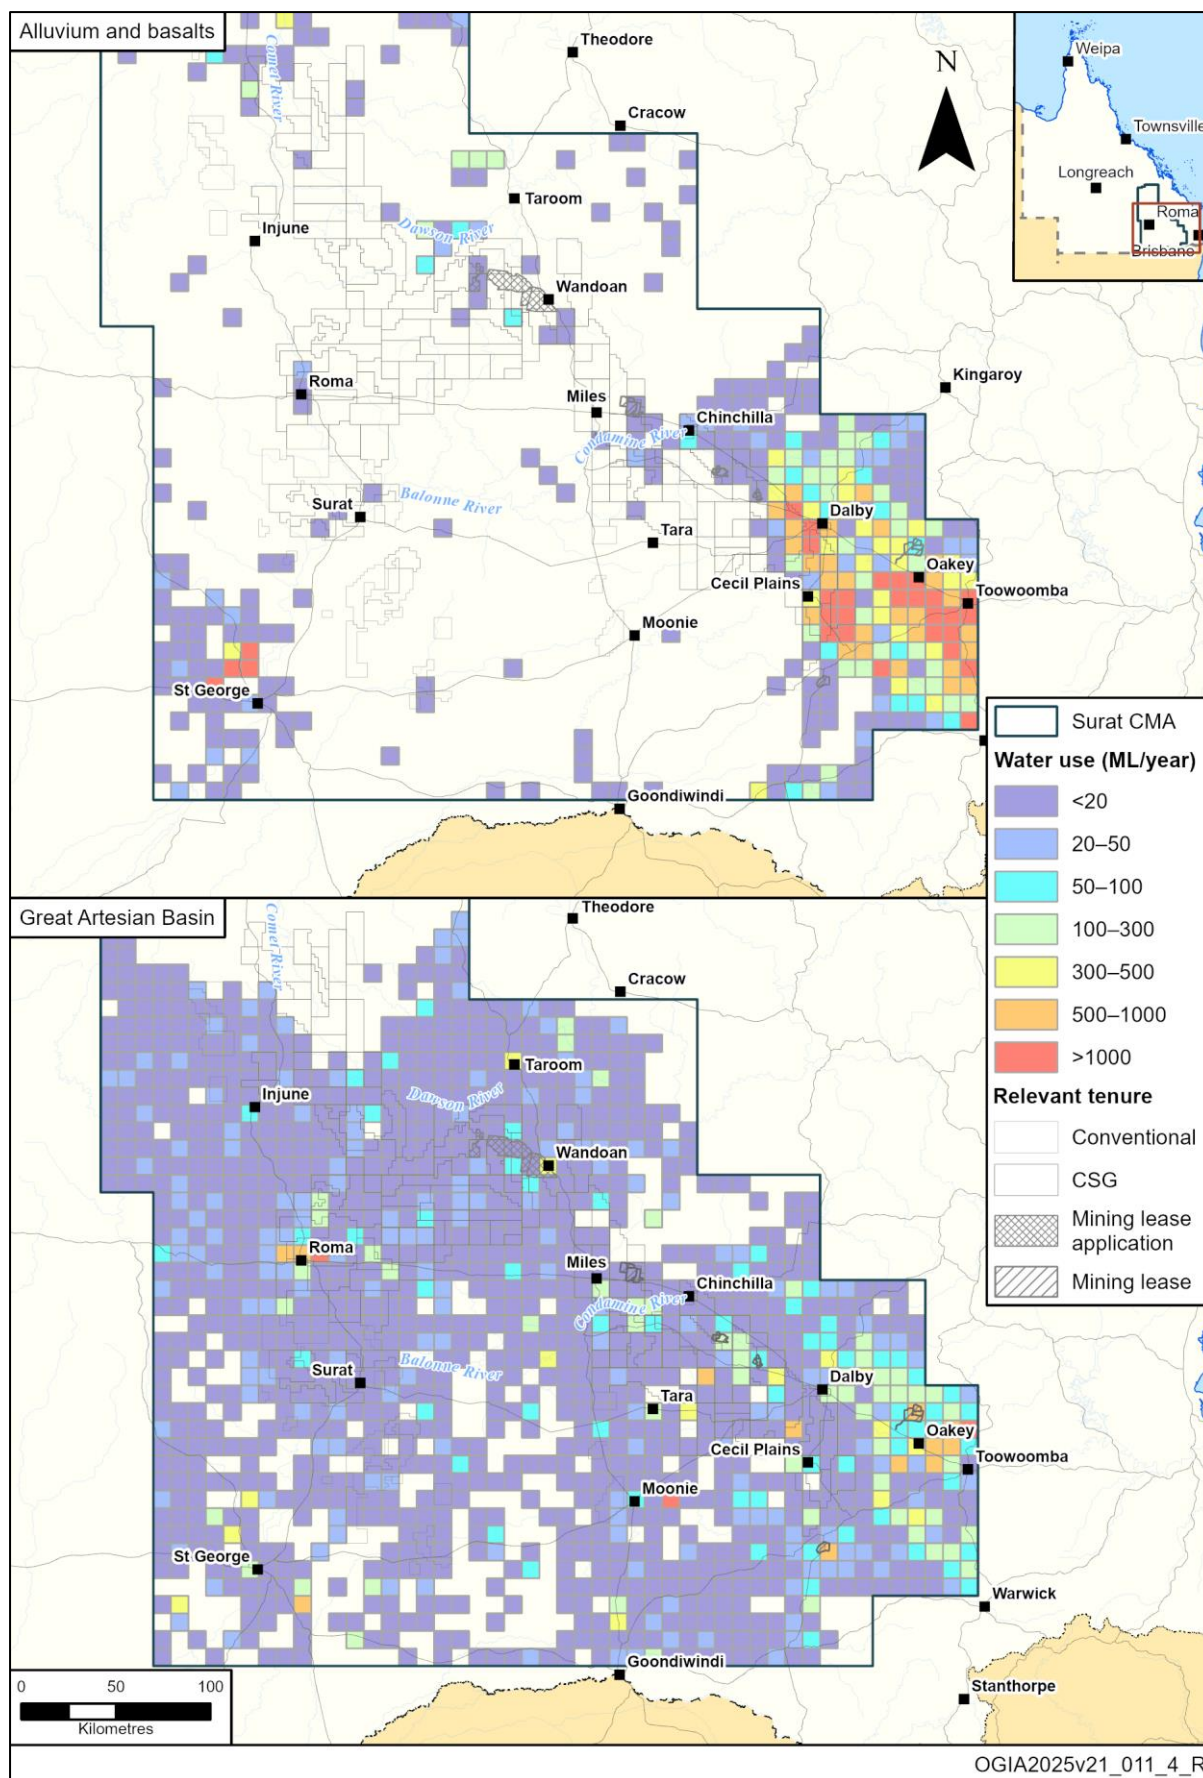 Alluvium and basalts
Comet River
Theodore
N
Weipa
Townsville
Longreach
Roma
Brisbane
Cracow
Taroom
Injune
Dawson River
Wandoan
Roma
Miles
Kingaroy
Chinchilla
Condamine River
Surat
Balonne River
Dalby
Tara
Oakey
Cecil Plains
Toowoomba
Moonie
St George
Goondiwindi
Surat CMA
Water use (ML/year)
<20
20–50
50–100
100–300
300–500
500–1000
>1000
Relevant tenure
Conventional
CSG
Mining lease
application
Mining lease
Great Artesian Basin
Comet River
Theodore
Cracow
Taroom
Injune
Dawson River
Wandoan
Roma
Miles
Chinchilla
Condamine River
Surat
Balonne River
Dalby
Tara
Oakey
Cecil Plains
Toowoomba
Moonie
St George
Warwick
Goondiwindi
Stanthorpe
0 50 100
Kilometres
OGIA2025v21_011_4_R